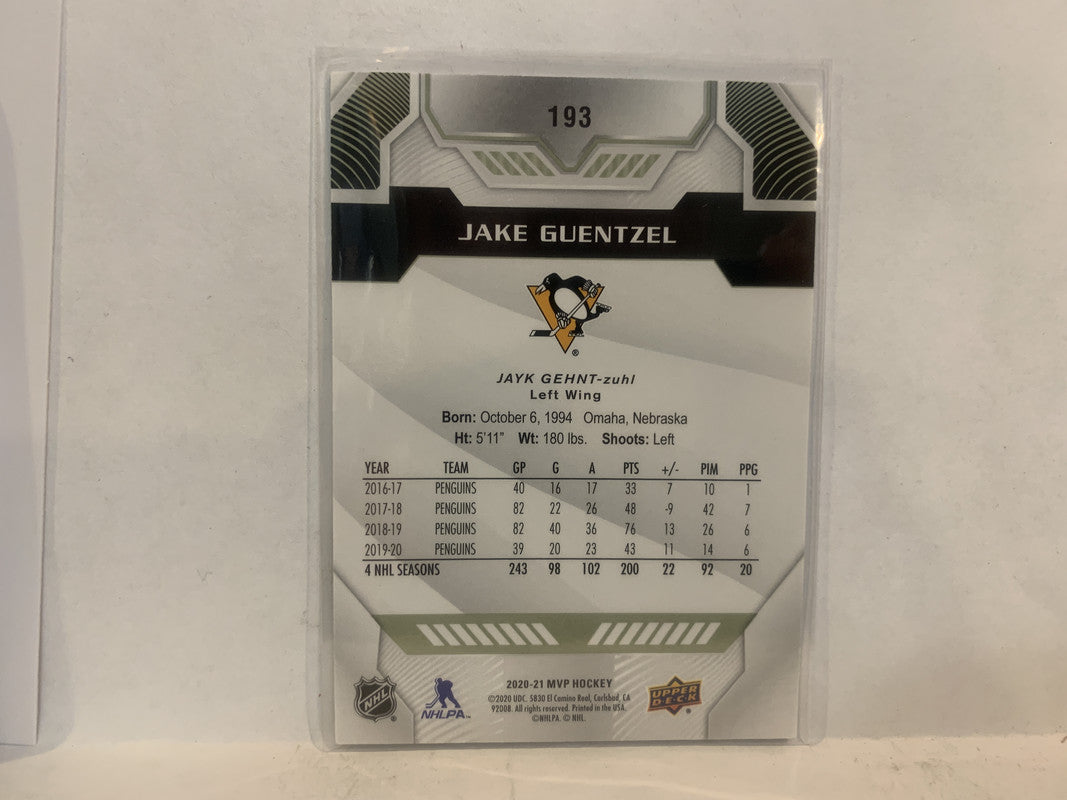 193
JAKE GUENTZEL
®
JAYK GEHNT-zuhl
Left Wing
Born: October 6, 1994 Omaha, Nebraska
Ht: 5'11" Wt: 180 lbs. Shoots: Left
YEAR TEAM GP G A PTS +/- PIM PPG
2016-17 PENGUINS 40 16 17 33 7 10 1
2017-18 PENGUINS 82 22 26 48 -9 42 7
2018-19 PENGUINS 82 40 36 76 13 26 6
2019-20 PENGUINS 39 20 23 43 11 14 6
4 NHL SEASONS 243 98 102 200 22 92 20
NHL ®
NHLPA™
2020-21 MVP HOCKEY
©2020 UDC. 5830 El Camino Real, Carlsbad, CA
92008. All rights reserved. Printed in the USA.
©NHLPA. © NHL.
UPPER
DECK ®